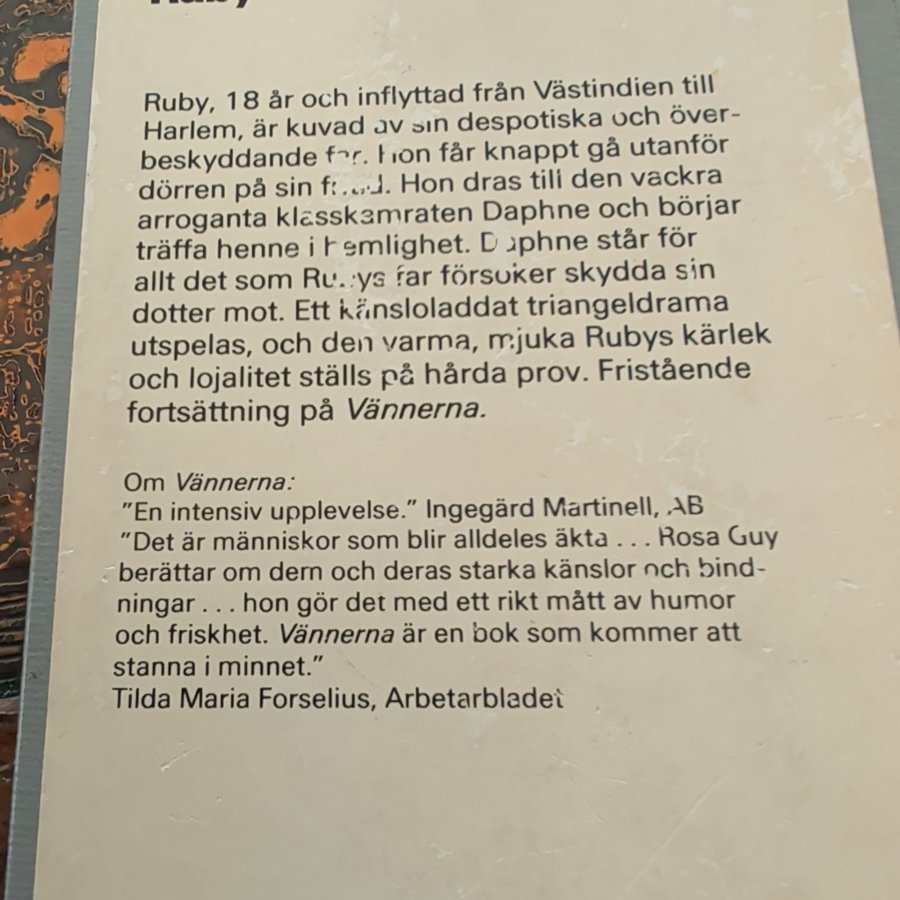 Ruby
Ruby, 18 år och inflyttad från Västindien till
Harlem, är kuvad av sin despotiska och över-
beskyddande far. Hon får knappt gå utanför
dörren på sin fritid. Hon dras till den vackra
arroganta klasskamraten Daphne och börjar
träffa henne i hemlighet. Daphne står för
allt det som Rubys far försöker skydda sin
dotter mot. Ett känsloladdat triangeldrama
utspelas, och den varma, mjuka Rubys kärlek
och lojalitet ställs på hårda prov. Fristående
fortsättning på Vännerna.
Om Vännerna:
”En intensiv upplevelse.” Ingegärd Martinell, AB
”Det är människor som blir alldeles äkta . . . Rosa Guy
berättar om dem och deras starka känslor och bind-
ningar . . . hon gör det med ett rikt mått av humor
och friskhet. Vännerna är en bok som kommer att
stanna i minnet.”
Tilda Maria Forselius, Arbetarbladet